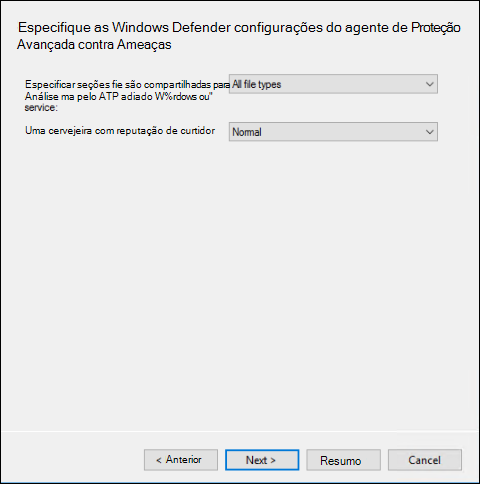 Especifique as Windows Defender configurações do agente de Proteção
Avançada contra Ameaças
Especificar seções fie são compartilhadas para All file types
Análise ma pelo ATP adiado W%rdows ou"
service:
Uma cervejeira com reputação de curtidor Normal
< Anterior Next > Resumo Cancel